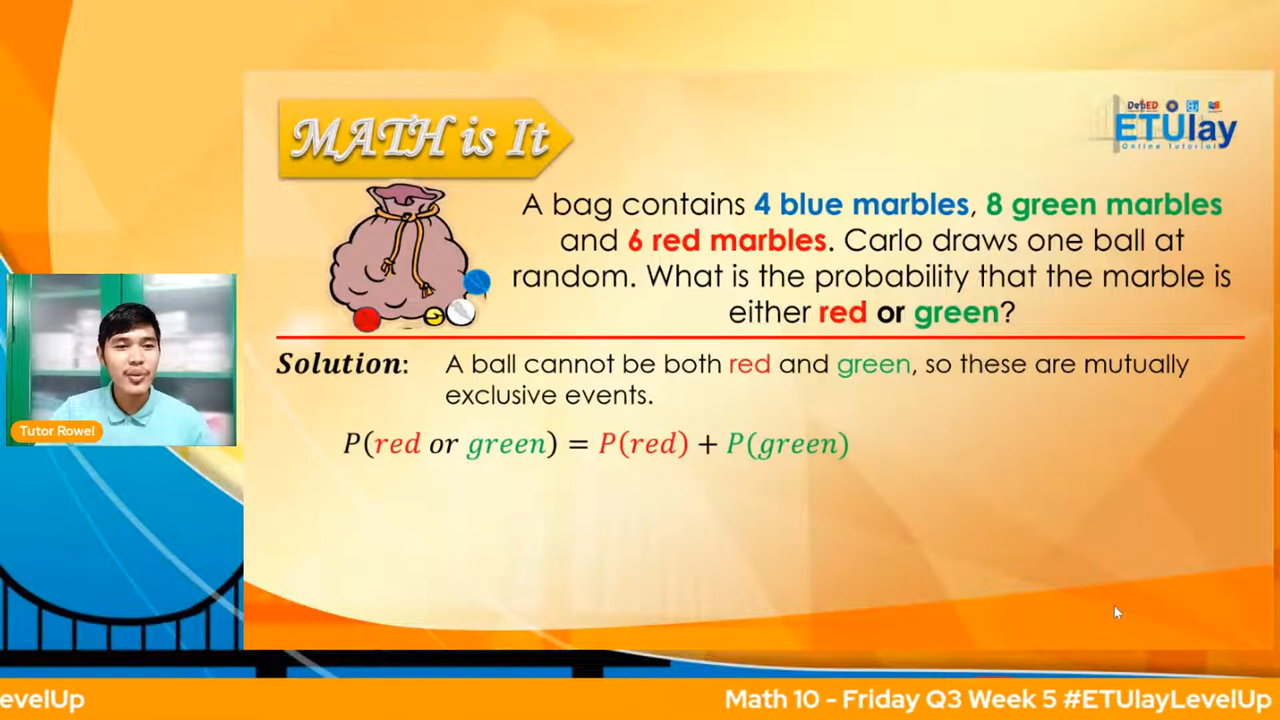 MATH is It
DepED
ETUlay
Online Tutorial
A bag contains 4 blue marbles, 8 green marbles
and 6 red marbles. Carlo draws one ball at
random. What is the probability that the marble is
either red or green?
Solution: A ball cannot be both red and green, so these are mutually
exclusive events.
P(red or green) = P(red) + P(green)
Tutor Rowel
evelUp
Math 10 - Friday Q3 Week 5 #ETUlayLevelUp